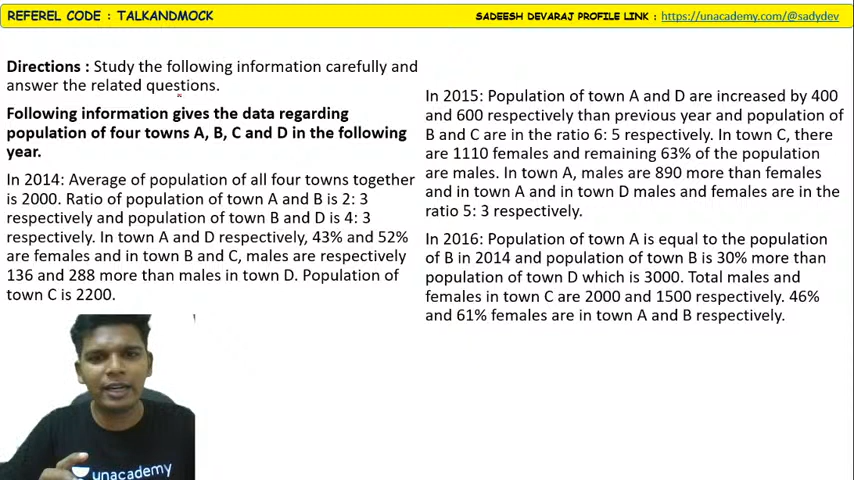 REFEREL CODE : TALKANDMOCK
SADEESH DEVARAJ PROFILE LINK : https://unacademy.com/@sadydev
Directions : Study the following information carefully and
answer the related questions.
Following information gives the data regarding
population of four towns A, B, C and D in the following
year.
In 2014: Average of population of all four towns together
is 2000. Ratio of population of town A and B is 2: 3
respectively and population of town B and D is 4: 3
respectively. In town A and D respectively, 43% and 52%
are females and in town B and C, males are respectively
136 and 288 more than males in town D. Population of
town C is 2200.
In 2015: Population of town A and D are increased by 400
and 600 respectively than previous year and population of
B and C are in the ratio 6: 5 respectively. In town C, there
are 1110 females and remaining 63% of the population
are males. In town A, males are 890 more than females
and in town A and in town D males and females are in the
ratio 5: 3 respectively.
In 2016: Population of town A is equal to the population
of B in 2014 and population of town B is 30% more than
population of town D which is 3000. Total males and
females in town C are 2000 and 1500 respectively. 46%
and 61% females are in town A and B respectively.
unacademy